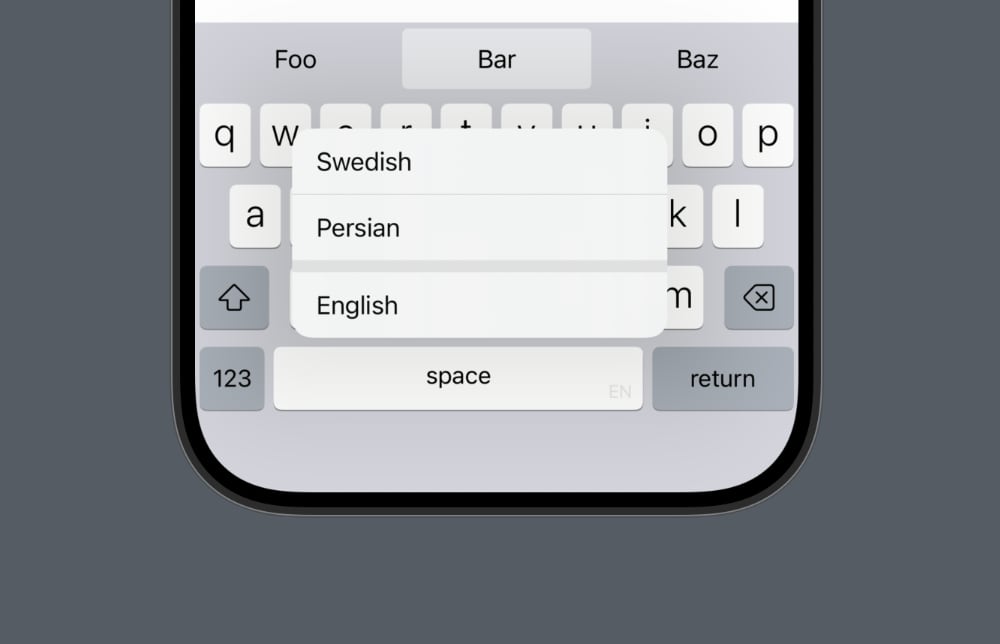 Foo Bar Baz
q w e r t y u i o p
Swedish
a k l
Persian
m
English
123 space EN return